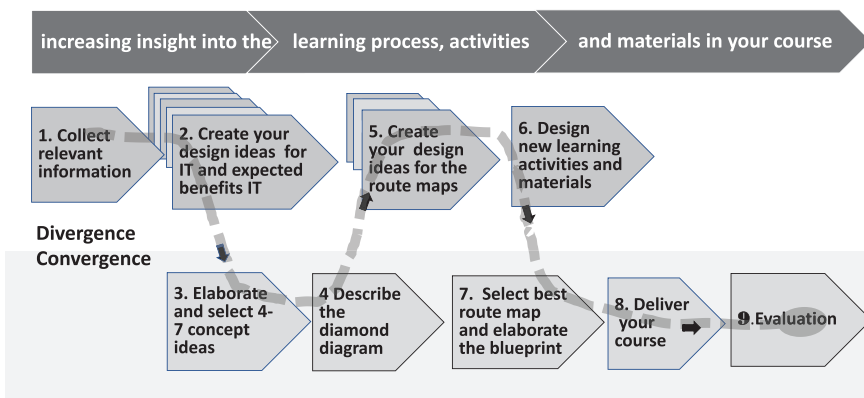 increasing insight into the learning process, activities and materials in your course
1. Collect
relevant
information
2. Create your
design ideas for
IT and expected
benefits IT
5. Create
your design
ideas for the
route maps
6. Design
new learning
activities and
materials
Divergence
Convergence
3. Elaborate
and select 4-
7 concept
ideas
4 Describe
the
diamond
diagram
7. Select best
route map
and elaborate
the blueprint
8. Deliver
your
course
9.Evaluation